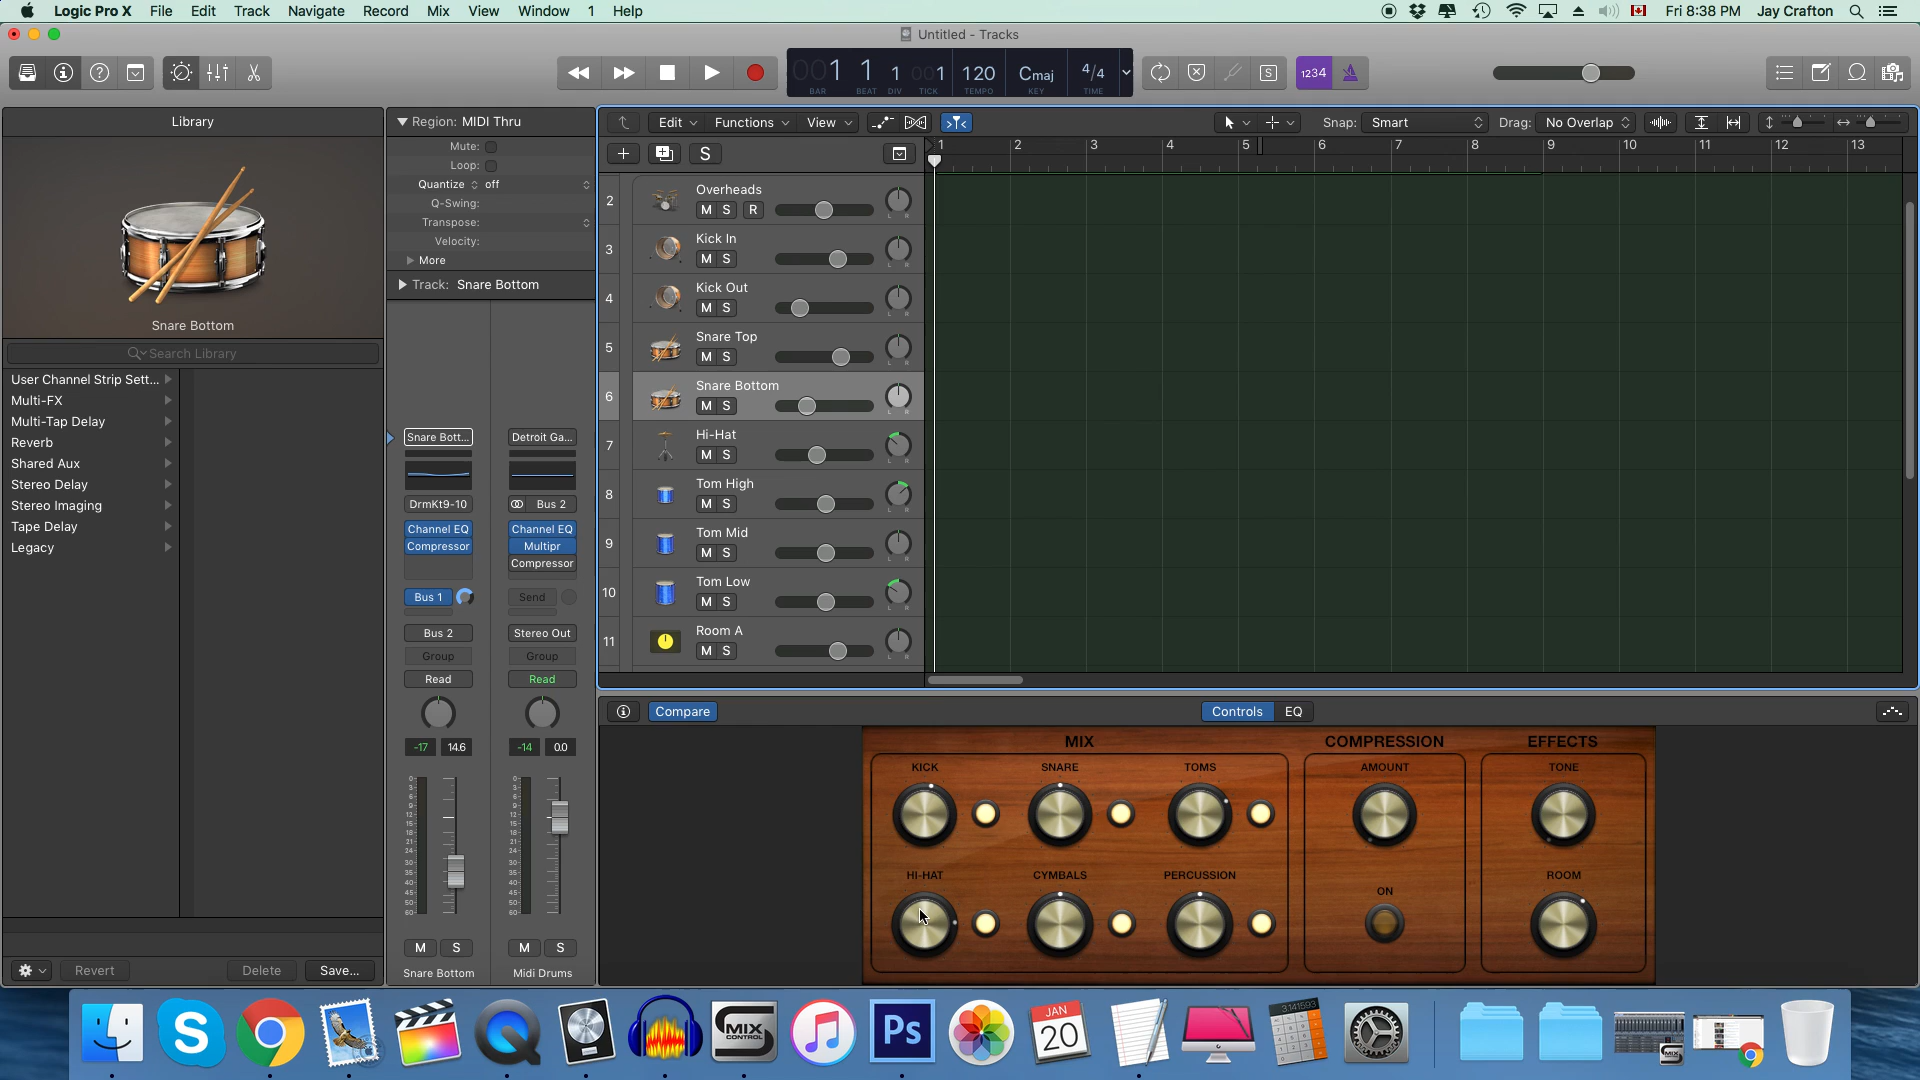 Logic Pro X File Edit Track Navigate Record Mix View Window 1 Help
Fri 8:38 PM Jay Crafton
Untitled - Tracks
001 1 1 001 120 Cmaj 4/4
BAR BEAT DIV TICK TEMPO KEY TIME
S
1234
Library
Region: MIDI Thru
Edit Functions View
Snap: Smart Drag: No Overlap
Mute:
Loop:
Quantize off
Q-Swing:
Transpose:
Velocity:
More
Track: Snare Bottom
S
1 2 3 4 5 6 7 8 9 10 11 12 13
Snare Bottom
Search Library
User Channel Strip Sett...
Multi-FX
Multi-Tap Delay
Reverb
Shared Aux
Stereo Delay
Stereo Imaging
Tape Delay
Legacy
2 Overheads
M S R
3 Kick In
M S
4 Kick Out
M S
5 Snare Top
M S
6 Snare Bottom
M S
7 Hi-Hat
M S
8 Tom High
M S
9 Tom Mid
M S
10 Tom Low
M S
11 Room A
M S
Snare Bott... Detroit Ga...
DrmKt9-10 Bus 2
Channel EQ Channel EQ
Compressor Multipr
Compressor
Bus 1 Send
Bus 2 Stereo Out
Group Group
Read Read
-17 14.6 -14 0.0
M S M S
Snare Bottom Midi Drums
Revert Delete Save...
Compare
Controls EQ
MIX COMPRESSION EFFECTS
KICK SNARE TOMS AMOUNT TONE
HI-HAT CYMBALS PERCUSSION ON ROOM
MIX
CONTROL
Ps
JAN
20
3.141593